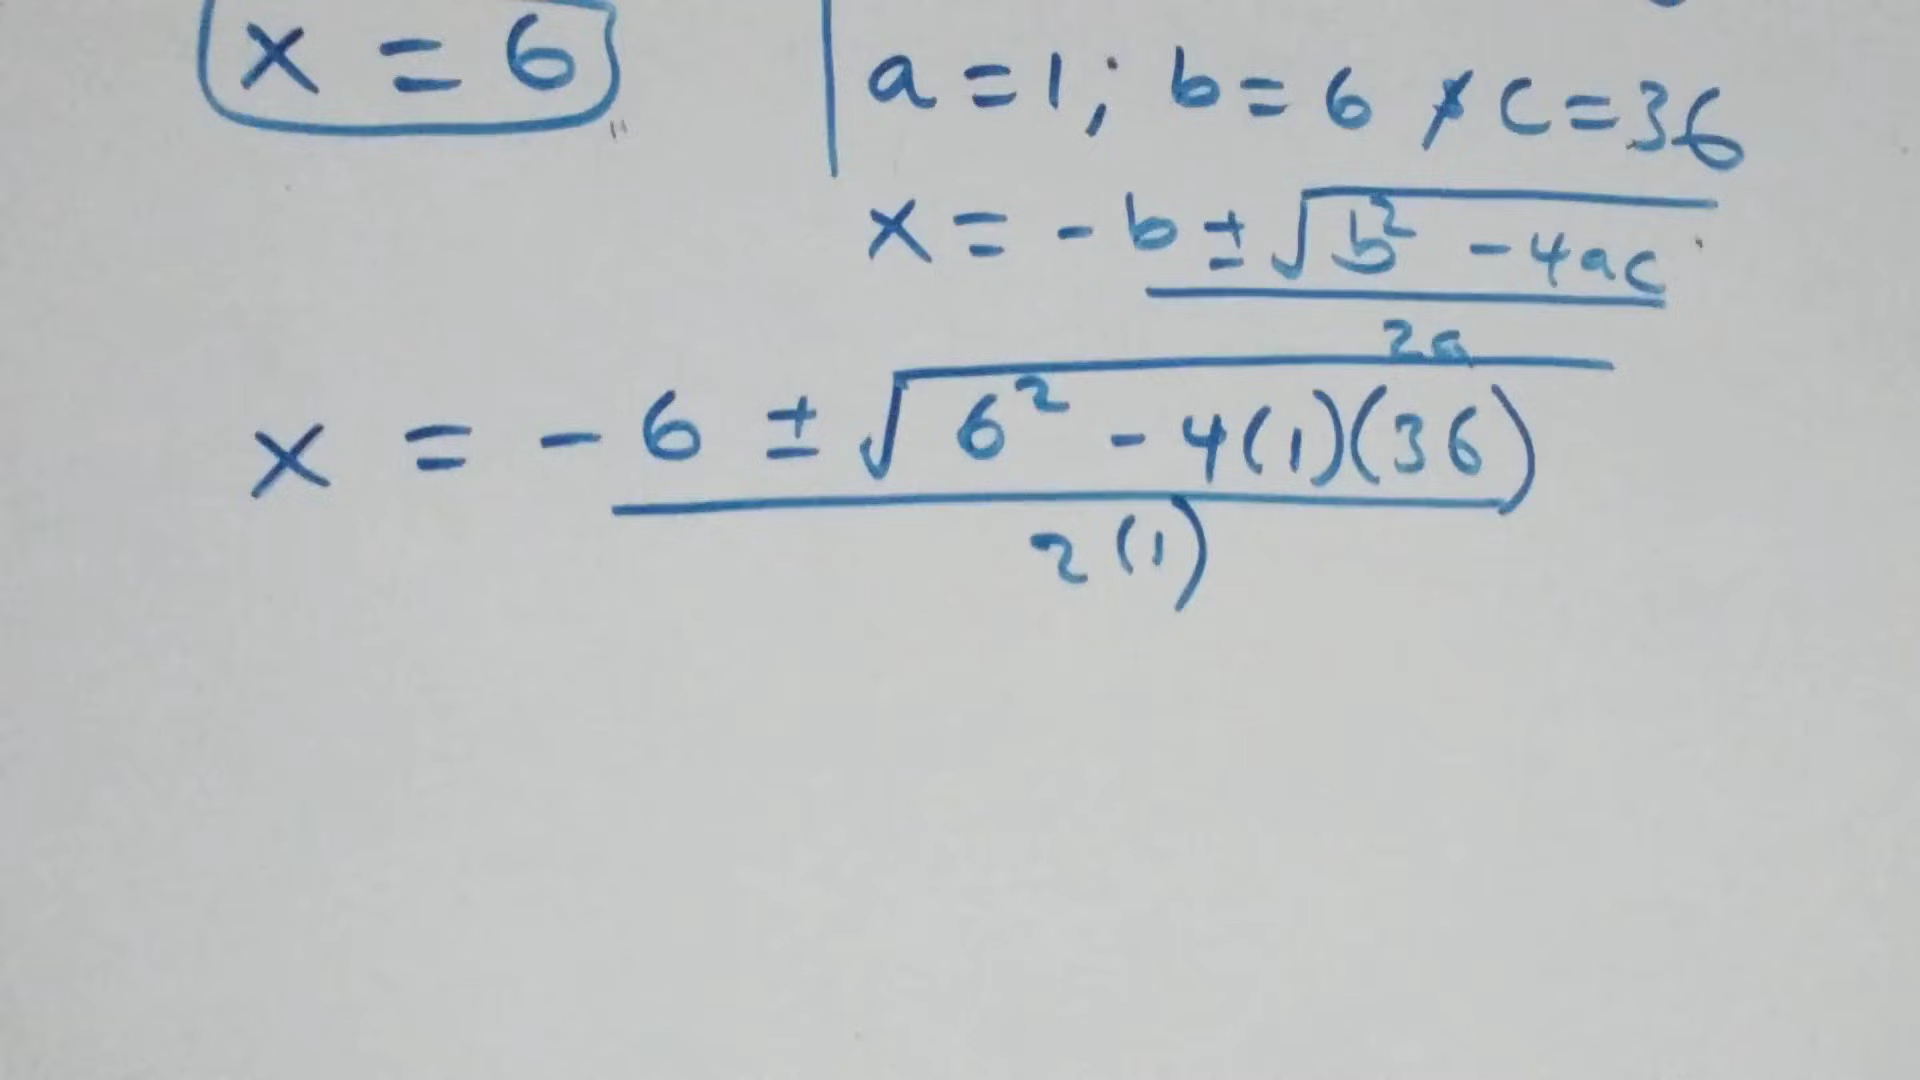 x = 6
a = 1; b = 6 & c = 36
x = - b ± √b² - 4ac
2a
x = - 6 ± √6² - 4(1)(36)
2(1)